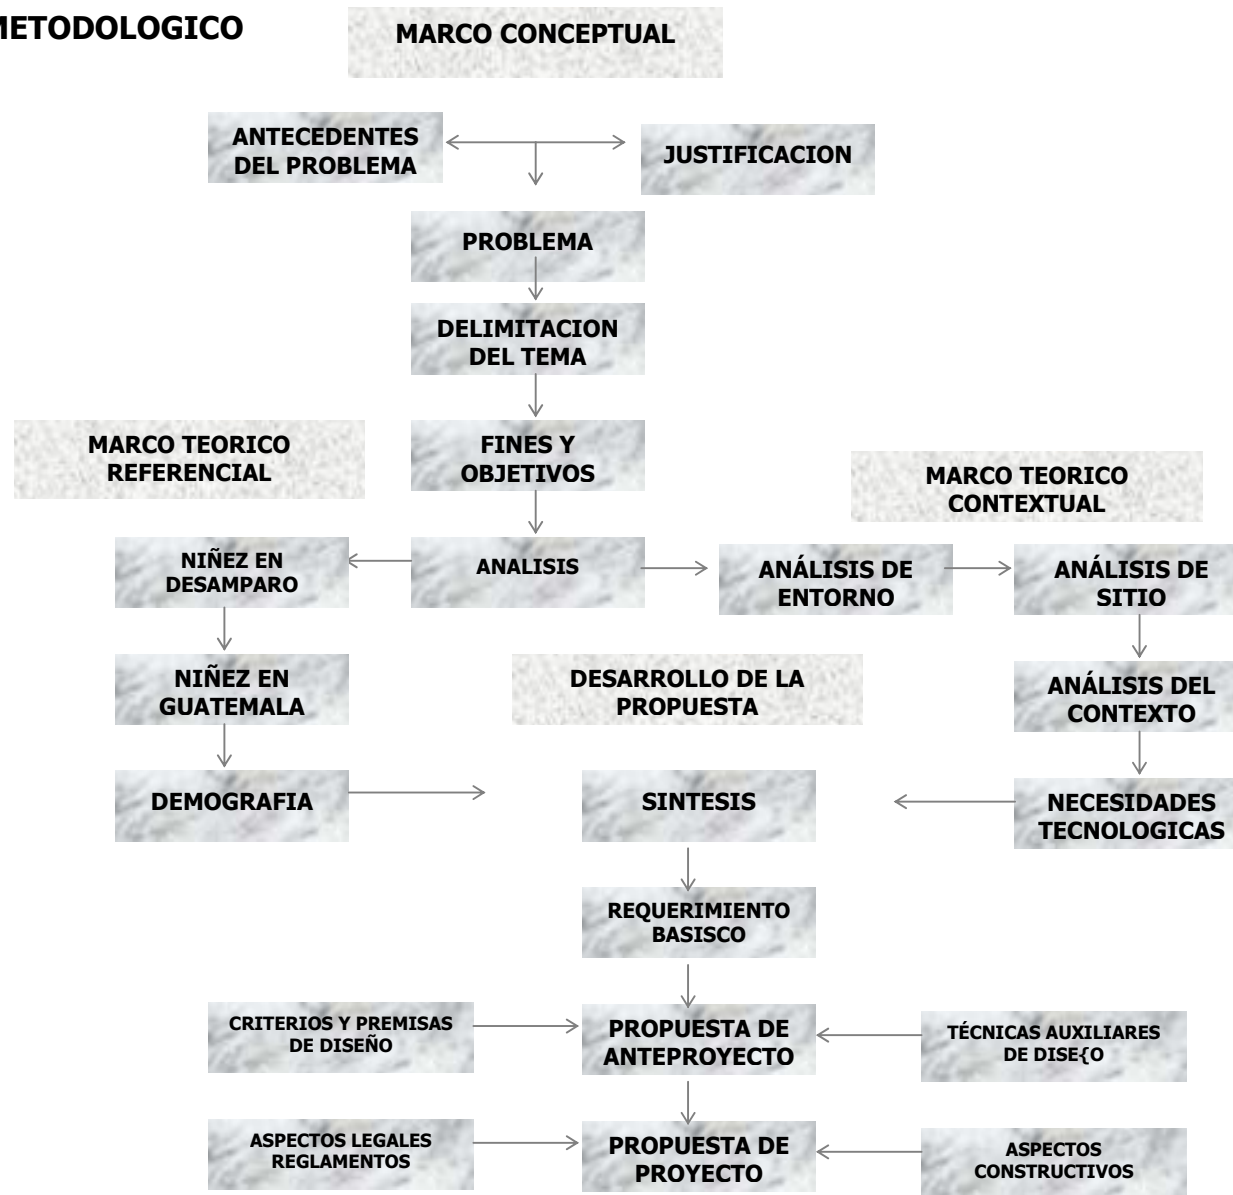 METODOLOGICO
MARCO CONCEPTUAL
ANTECEDENTES
DEL PROBLEMA
JUSTIFICACION
PROBLEMA
DELIMITACION
DEL TEMA
MARCO TEORICO
REFERENCIAL
FINES Y
OBJETIVOS
MARCO TEORICO
CONTEXTUAL
NIÑEZ EN
DESAMPARO
ANALISIS
ANÁLISIS DE
ENTORNO
ANÁLISIS DE
SITIO
NIÑEZ EN
GUATEMALA
DESARROLLO DE LA
PROPUESTA
ANÁLISIS DEL
CONTEXTO
DEMOGRAFIA
SINTESIS
NECESIDADES
TECNOLOGICAS
REQUERIMIENTO
BASISCO
CRITERIOS Y PREMISAS
DE DISEÑO
PROPUESTA DE
ANTEPROYECTO
TÉCNICAS AUXILIARES
DE DISE{O
ASPECTOS LEGALES
REGLAMENTOS
PROPUESTA DE
PROYECTO
ASPECTOS
CONSTRUCTIVOS